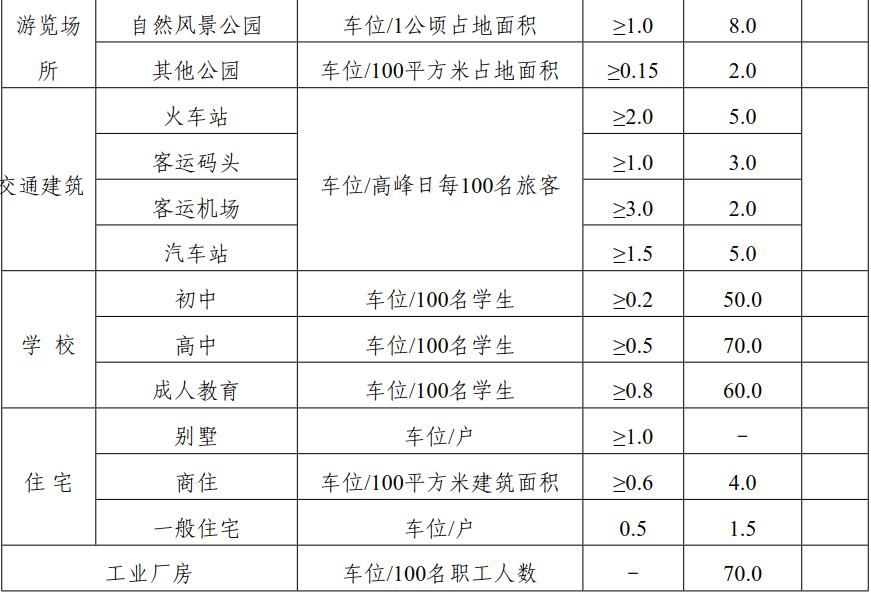 游览场所 自然风景公园 车位/1公顷占地面积 ≥1.0 8.0
其他公园 车位/100平方米占地面积 ≥0.15 2.0
交通建筑 火车站 车位/高峰日每100名旅客 ≥2.0 5.0
客运码头 ≥1.0 3.0
客运机场 ≥3.0 2.0
汽车站 ≥1.5 5.0
学校 初中 车位/100名学生 ≥0.2 50.0
高中 车位/100名学生 ≥0.5 70.0
成人教育 车位/100名学生 ≥0.8 60.0
住宅 别墅 车位/户 ≥1.0 －
商住 车位/100平方米建筑面积 ≥0.6 4.0
一般住宅 车位/户 0.5 1.5
工业厂房 车位/100名职工人数 － 70.0